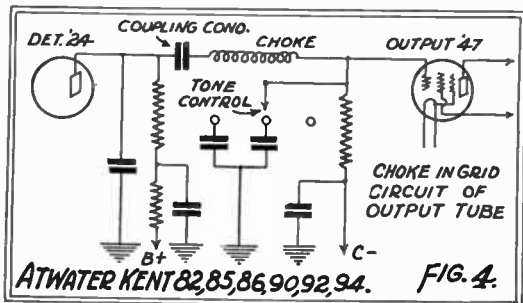 COUPLING COND.
DET. '24
CHOKE
OUTPUT '47
TONE
CONTROL
CHOKE IN GRID
CIRCUIT OF
OUTPUT TUBE
B+
C-
ATWATER KENT 82,85,86,90,92,94.
FIG. 4.